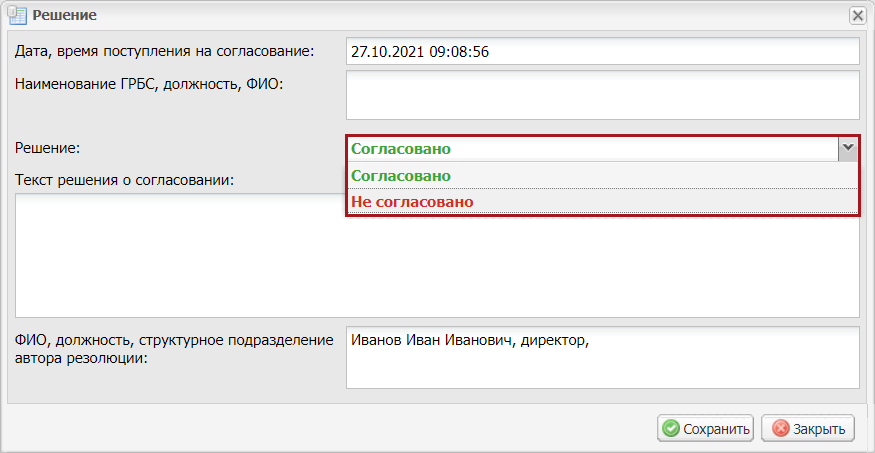 Решение
Дата, время поступления на согласование:
27.10.2021 09:08:56
Наименование ГРБС, должность, ФИО:
Решение:
Согласовано
Согласовано
Не согласовано
Текст решения о согласовании:
ФИО, должность, структурное подразделение
автора резолюции:
Иванов Иван Иванович, директор,
Сохранить
Закрыть